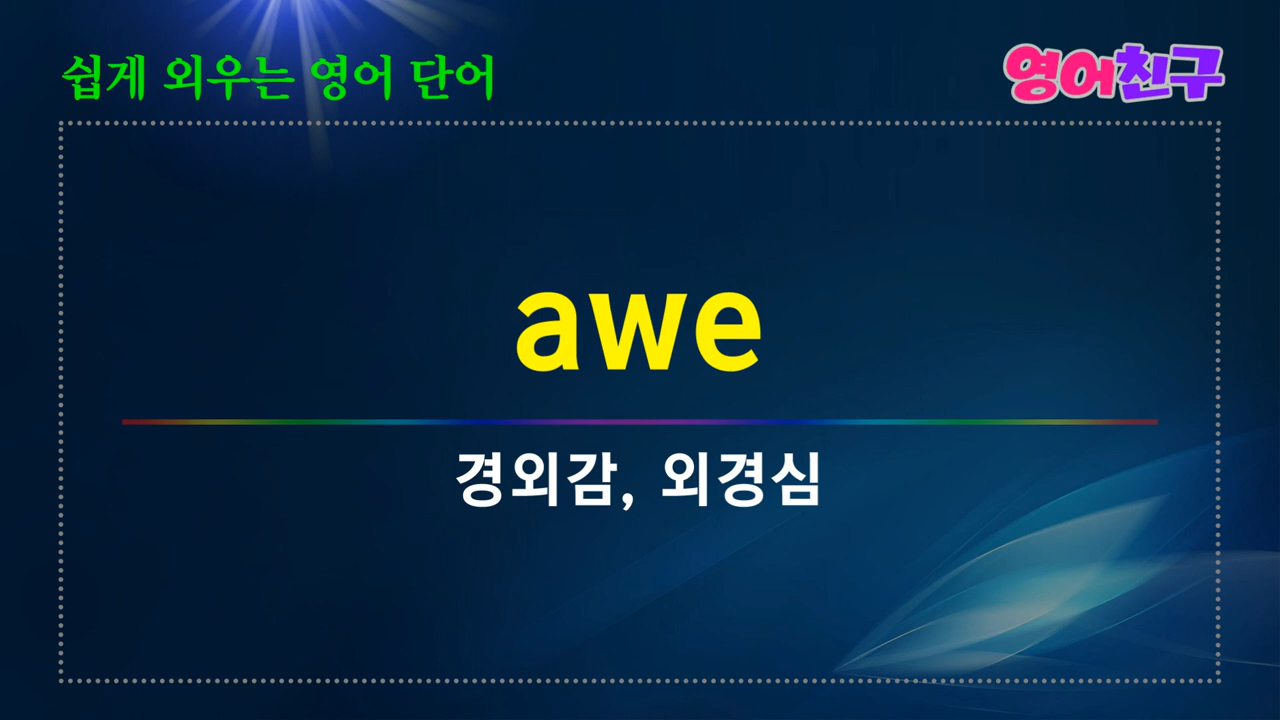 쉽게 외우는 영어 단어
영어친구
awe
경외감, 외경심